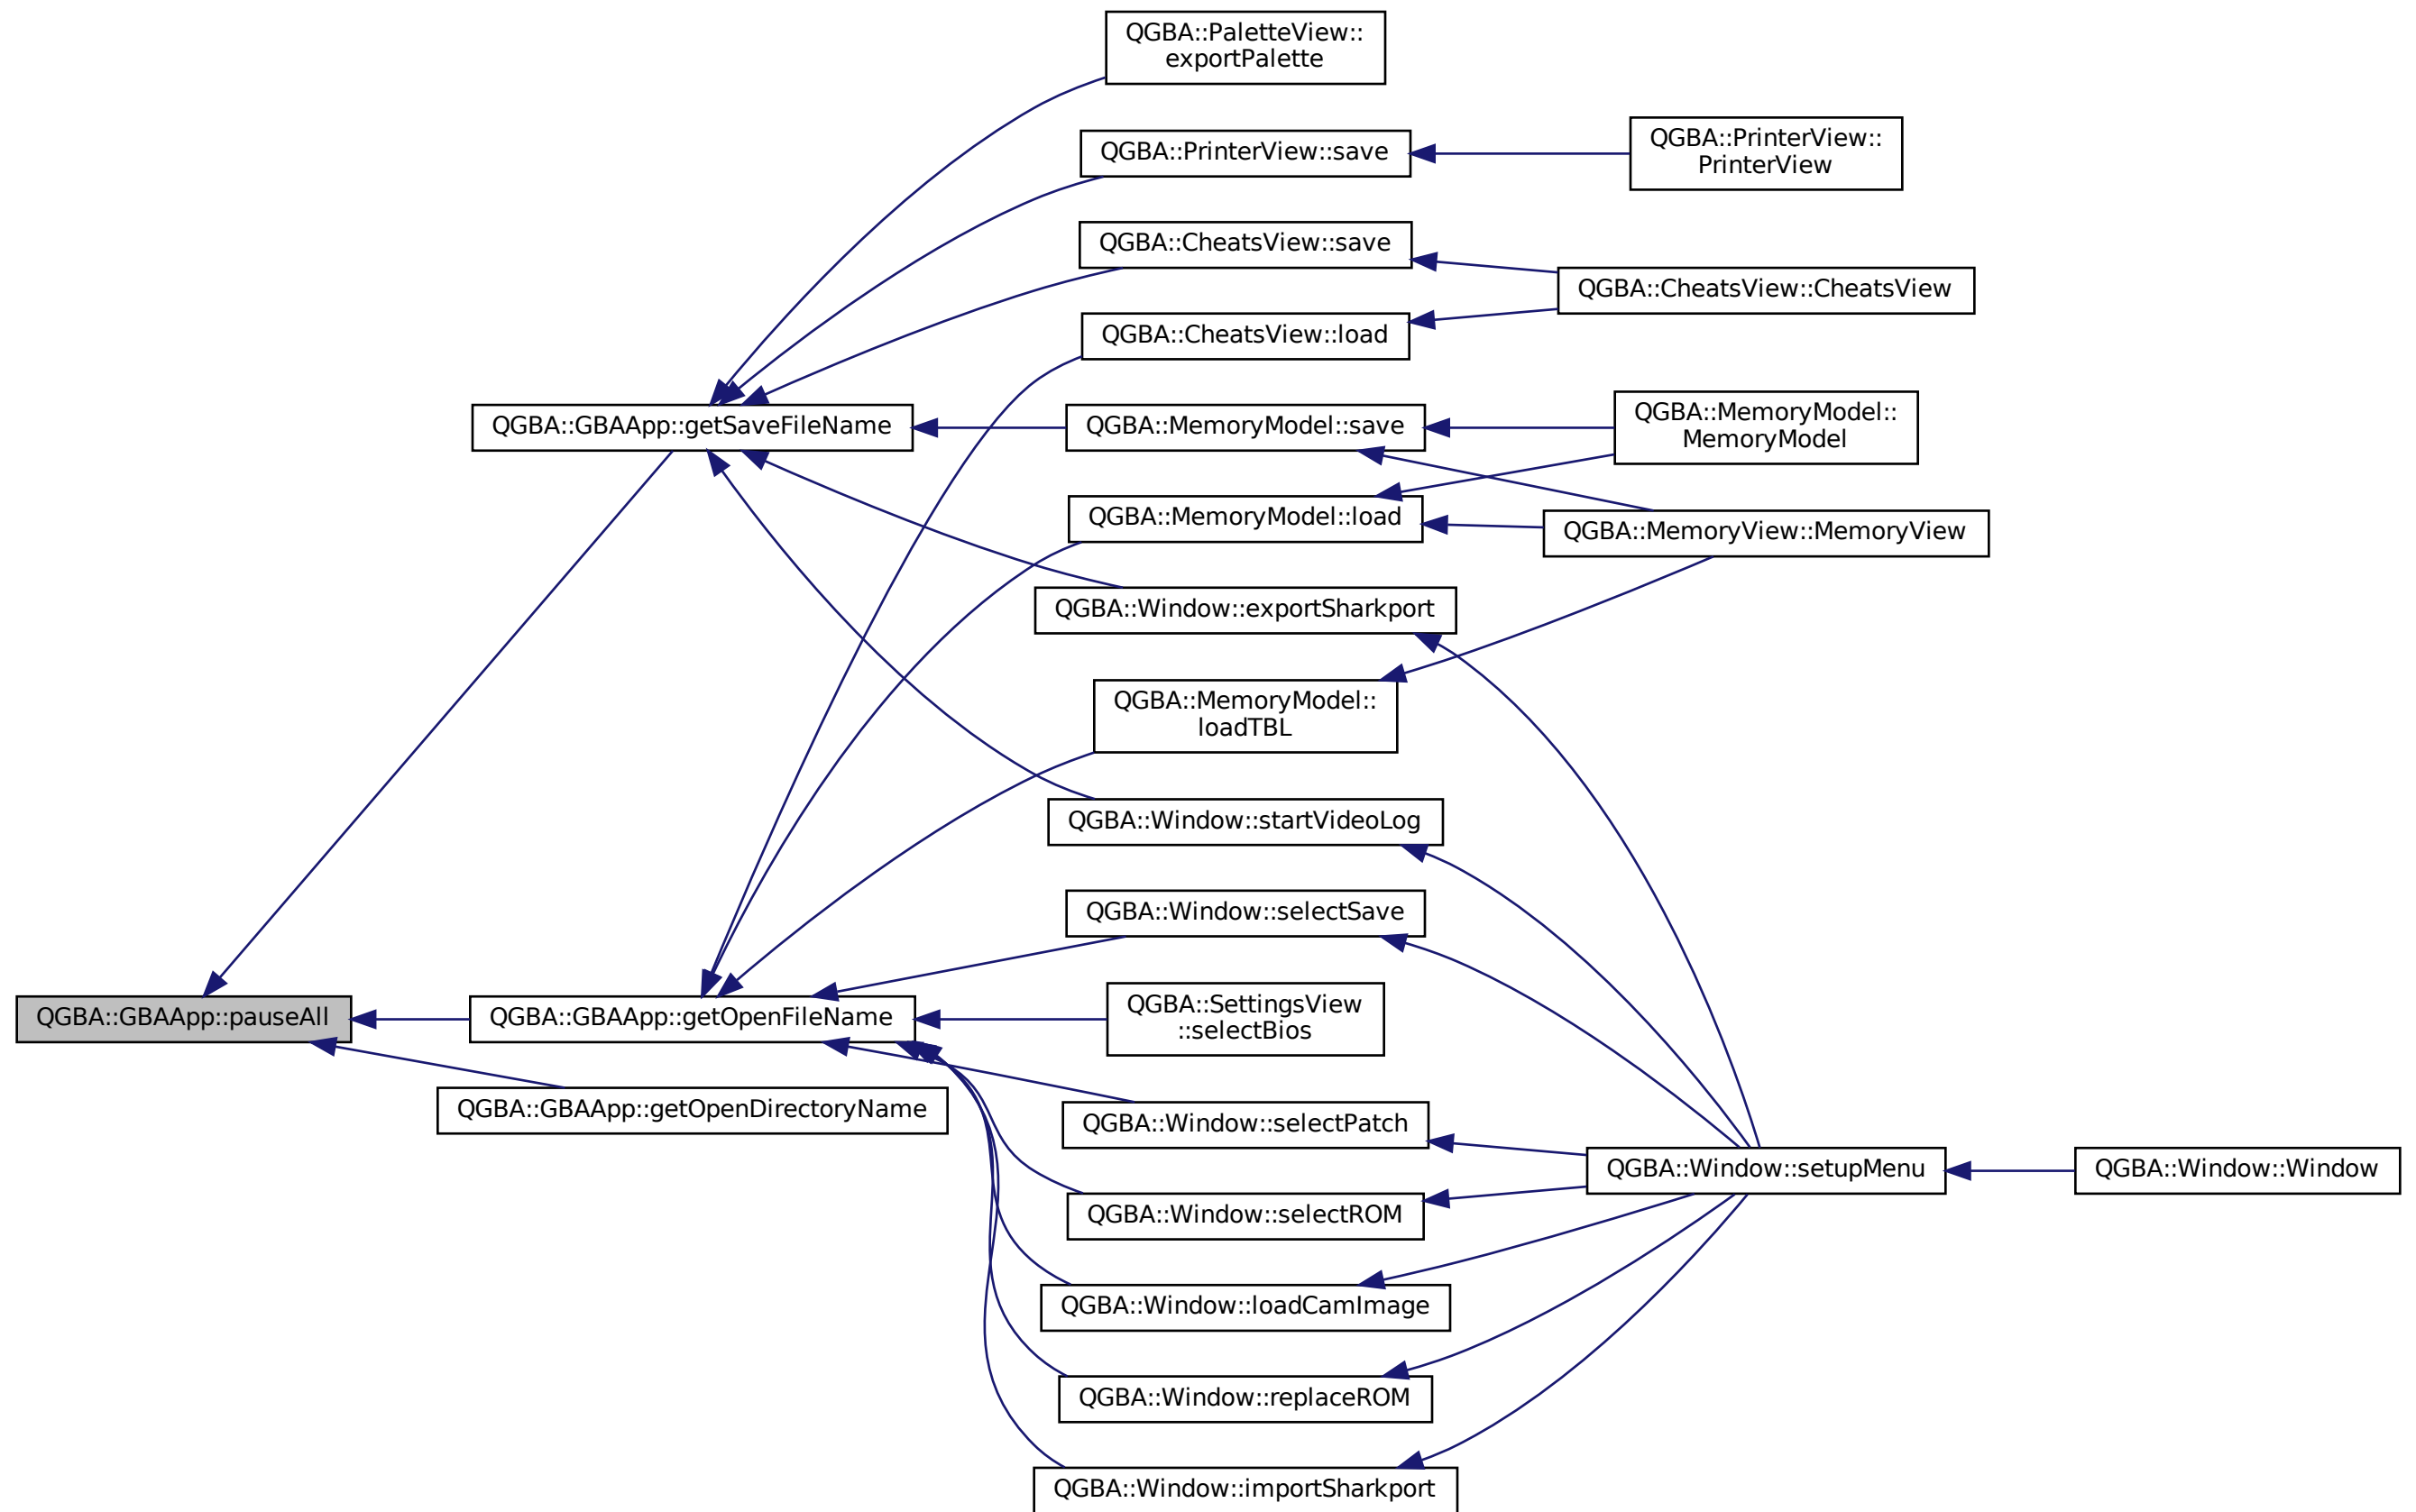 QGBA::PaletteView::
exportPalette
QGBA::PrinterView::save
QGBA::PrinterView::
PrinterView
QGBA::CheatsView::save
QGBA::CheatsView::CheatsView
QGBA::CheatsView::load
QGBA::GBAApp::getSaveFileName
QGBA::MemoryModel::save
QGBA::MemoryModel::
MemoryModel
QGBA::MemoryModel::load
QGBA::MemoryView::MemoryView
QGBA::Window::exportSharkport
QGBA::MemoryModel::
loadTBL
QGBA::Window::startVideoLog
QGBA::Window::selectSave
QGBA::GBAApp::pauseAll
QGBA::GBAApp::getOpenFileName
QGBA::SettingsView
::selectBios
QGBA::GBAApp::getOpenDirectoryName
QGBA::Window::selectPatch
QGBA::Window::setupMenu
QGBA::Window::Window
QGBA::Window::selectROM
QGBA::Window::loadCamImage
QGBA::Window::replaceROM
QGBA::Window::importSharkport